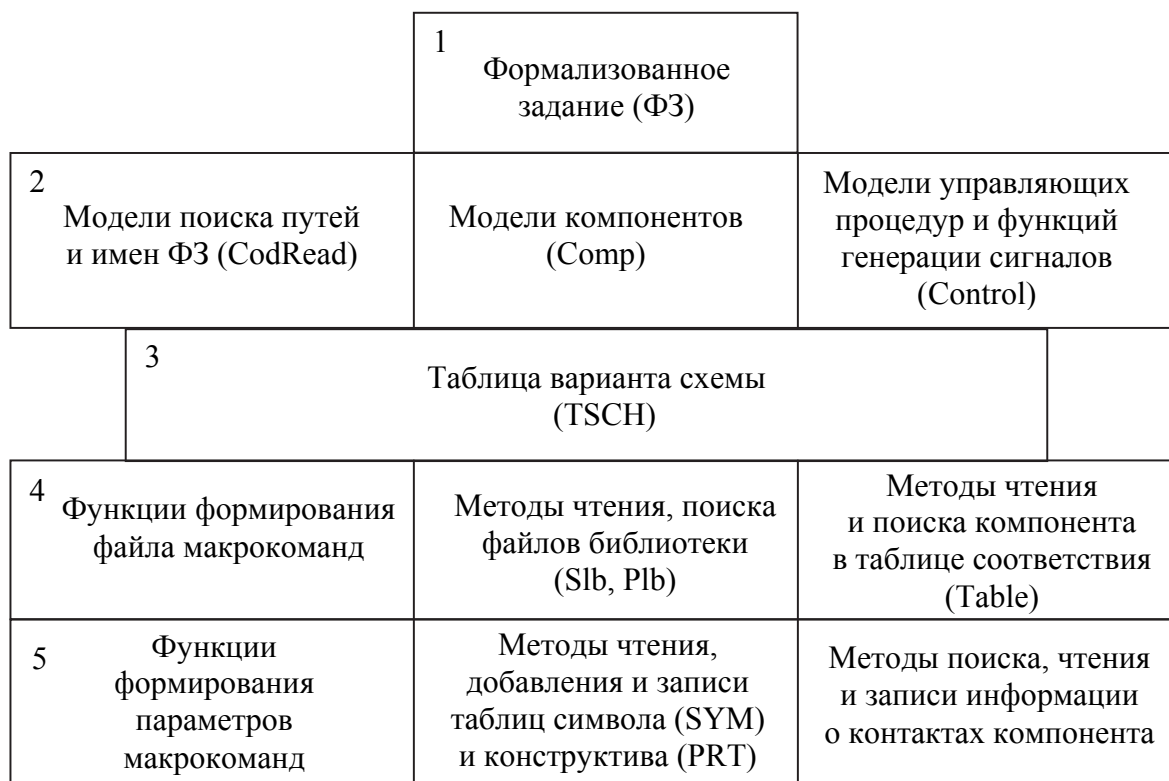 1
Формализованное
задание (ФЗ)
2
Модели поиска путей
и имен ФЗ (CodRead)
Модели компонентов
(Comp)
Модели управляющих
процедур и функций
генерации сигналов
(Control)
3
Таблица варианта схемы
(TSCH)
4
Функции формирования
файла макрокоманд
Методы чтения, поиска
файлов библиотеки
(Slb, Plb)
Методы чтения
и поиска компонента
в таблице соответствия
(Table)
5
Функции
формирования
параметров
макрокоманд
Методы чтения,
добавления и записи
таблиц символа (SYM)
и конструктива (PRT)
Методы поиска, чтения
и записи информации
о контактах компонента